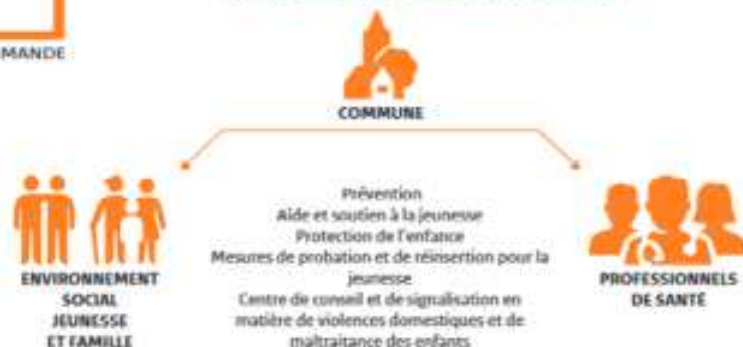 MANDE
COMMUNE
Prévention
Aide et soutien à la jeunesse
Protection de l'enfance
Mesures de probation et de réinsertion pour la
jeunesse
Centre de conseil et de signalisation en
matière de violences domestiques et de
maltraitance des enfants
ENVIRONNEMENT
SOCIAL
JEUNESSE
ET FAMILLE
PROFESSIONNELS
DE SANTÉ